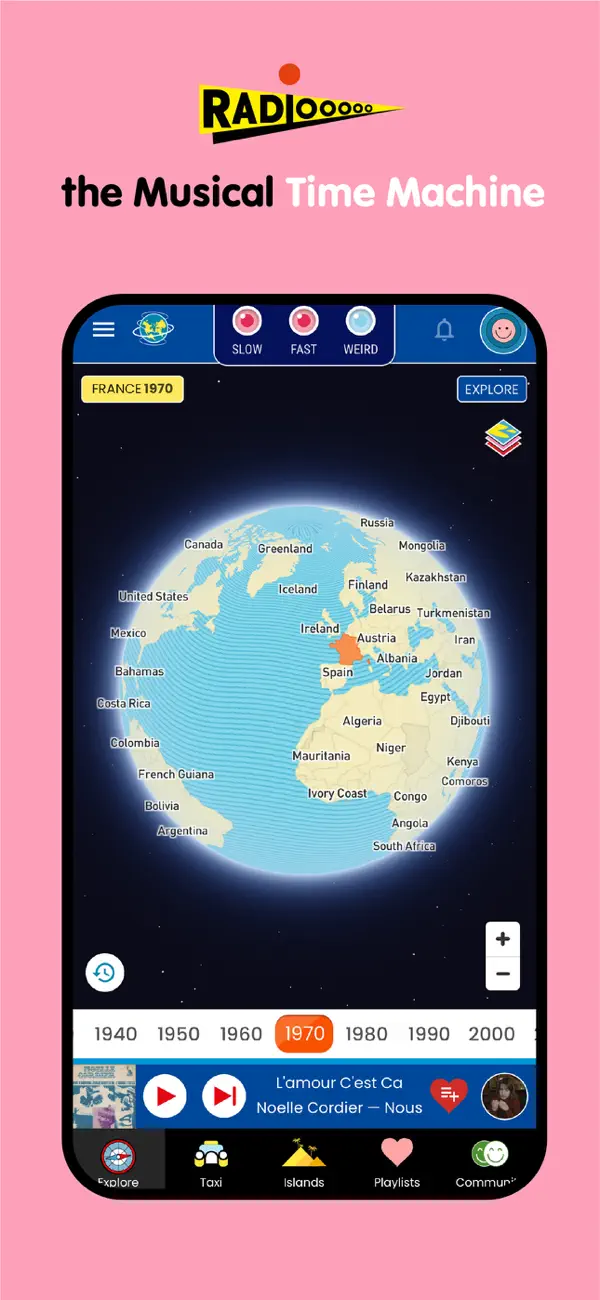 RADIOOOOO
the Musical Time Machine
SLOW FAST WEIRD
FRANCE 1970
EXPLORE
Russia
Canada
Greenland
Mongolia
Kazakhstan
Iceland
Finland
United States
Belarus
Turkmenistan
Ireland
Mexico
Austria
Iran
Albania
Bahamas
Spain
Jordan
Egypt
Costa Rica
Algeria
Djibouti
Colombia
Niger
Mauritania
Kenya
French Guiana
Comoros
Ivory Coast
Congo
Bolivia
Angola
Argentina
South Africa
+
−
1940 1950 1960 1970 1980 1990 2000
NOELLE
CORDIER
L'amour C'est Ca
Noelle Cordier — Nous
Explore Taxi Islands Playlists Communi